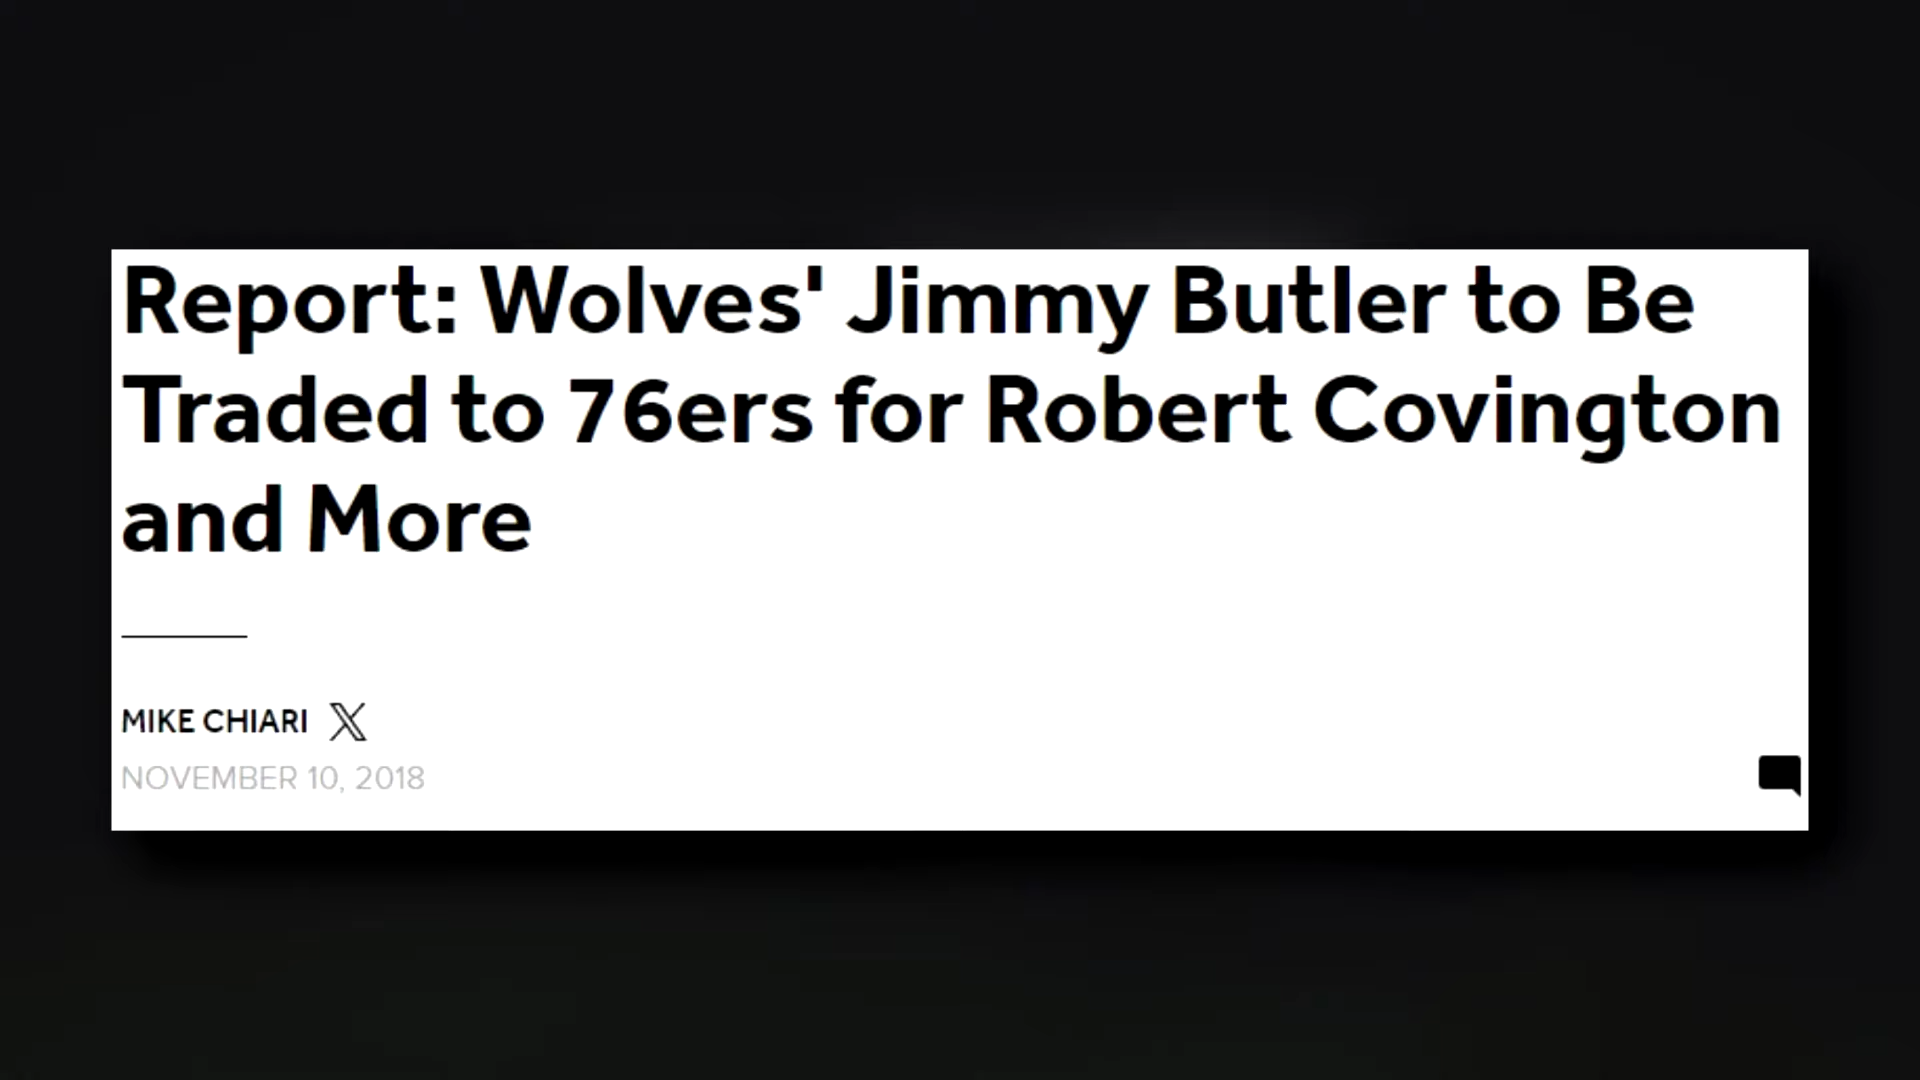 Report: Wolves' Jimmy Butler to Be
Traded to 76ers for Robert Covington
and More
MIKE CHIARI
NOVEMBER 10, 2018